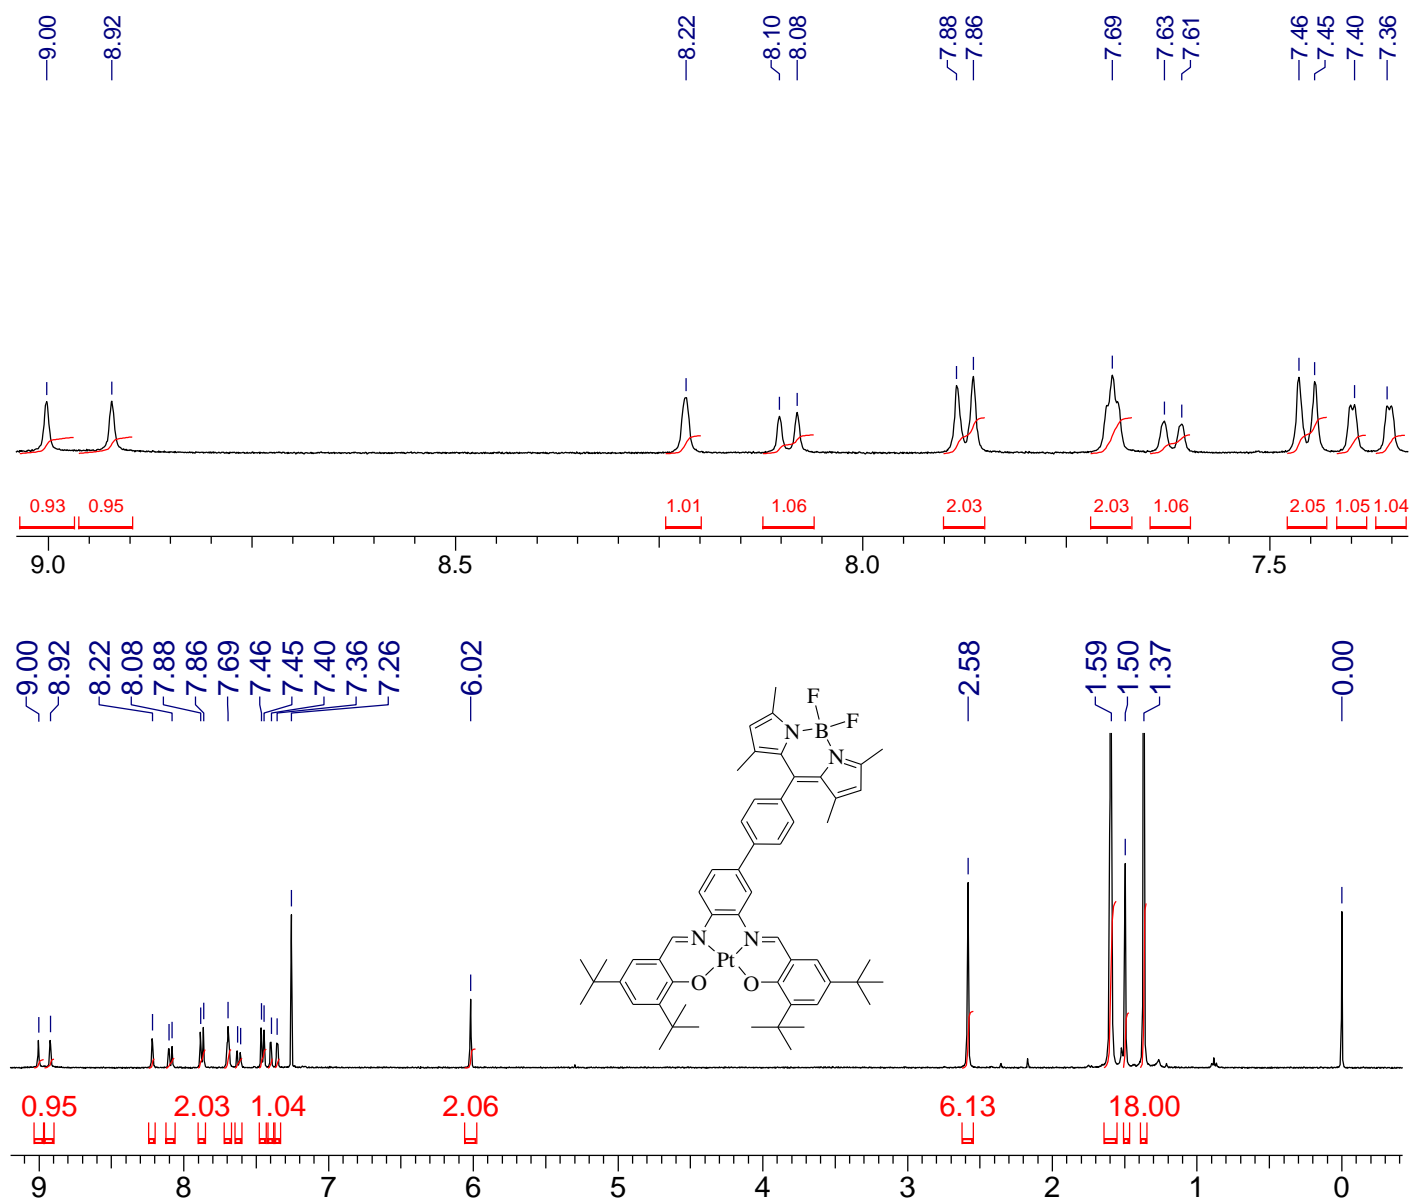 9.00 8.92 8.22 8.10 8.08 7.88 7.86 7.69 7.63 7.61 7.46 7.45 7.40 7.36
0.93 0.95 1.01 1.06 2.03 2.03 1.06 2.05 1.05 1.04
9.0 8.5 8.0 7.5
9.00 8.92 8.22 8.08 7.88 7.86 7.69 7.46 7.45 7.40 7.36 7.26 6.02 2.58 1.59 1.50 1.37 0.00
F
F
N B
N
N N
Pt
O O
0.95 2.03 1.04 2.06 6.13 18.00
9 8 7 6 5 4 3 2 1 0